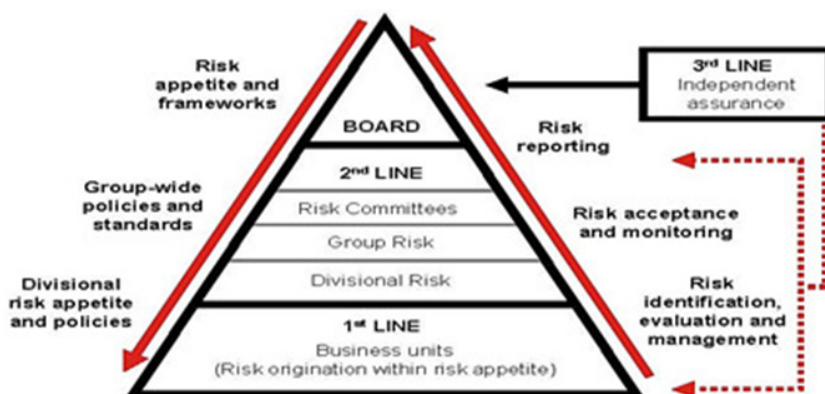 Risk
appetite and
frameworks
Group-wide
policies and
standards
Divisional
risk appetite
and policies
BOARD
2nd LINE
Risk Committees
Group Risk
Divisional Risk
1st LINE
Business units
(Risk origination within risk appetite)
3rd LINE
Independent
assurance
Risk
reporting
Risk acceptance
and monitoring
Risk
identification,
evaluation and
management